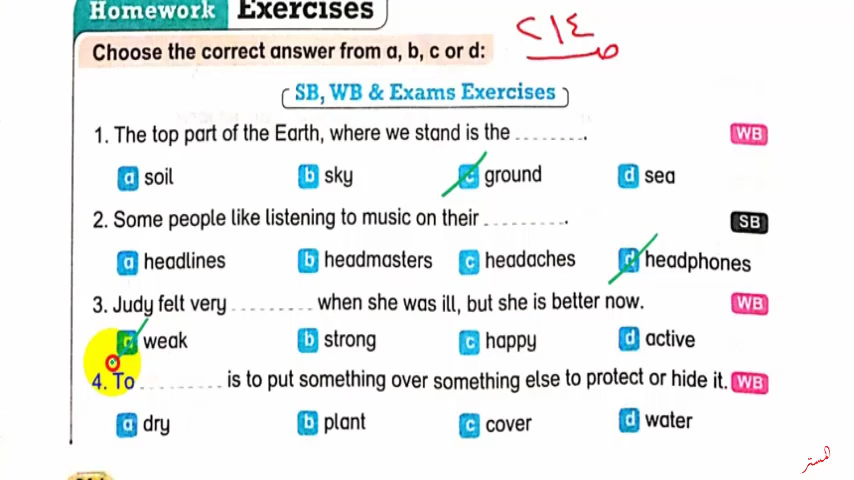 Homework Exercises
ص ٢١٤
Choose the correct answer from a, b, c or d:
SB, WB & Exams Exercises
1. The top part of the Earth, where we stand is the ........ . WB
a soil b sky c ground d sea
2. Some people like listening to music on their ......... . SB
a headlines b headmasters c headaches d headphones
3. Judy felt very ......... when she was ill, but she is better now. WB
a weak b strong c happy d active
4. To ......... is to put something over something else to protect or hide it. WB
a dry b plant c cover d water
المستر